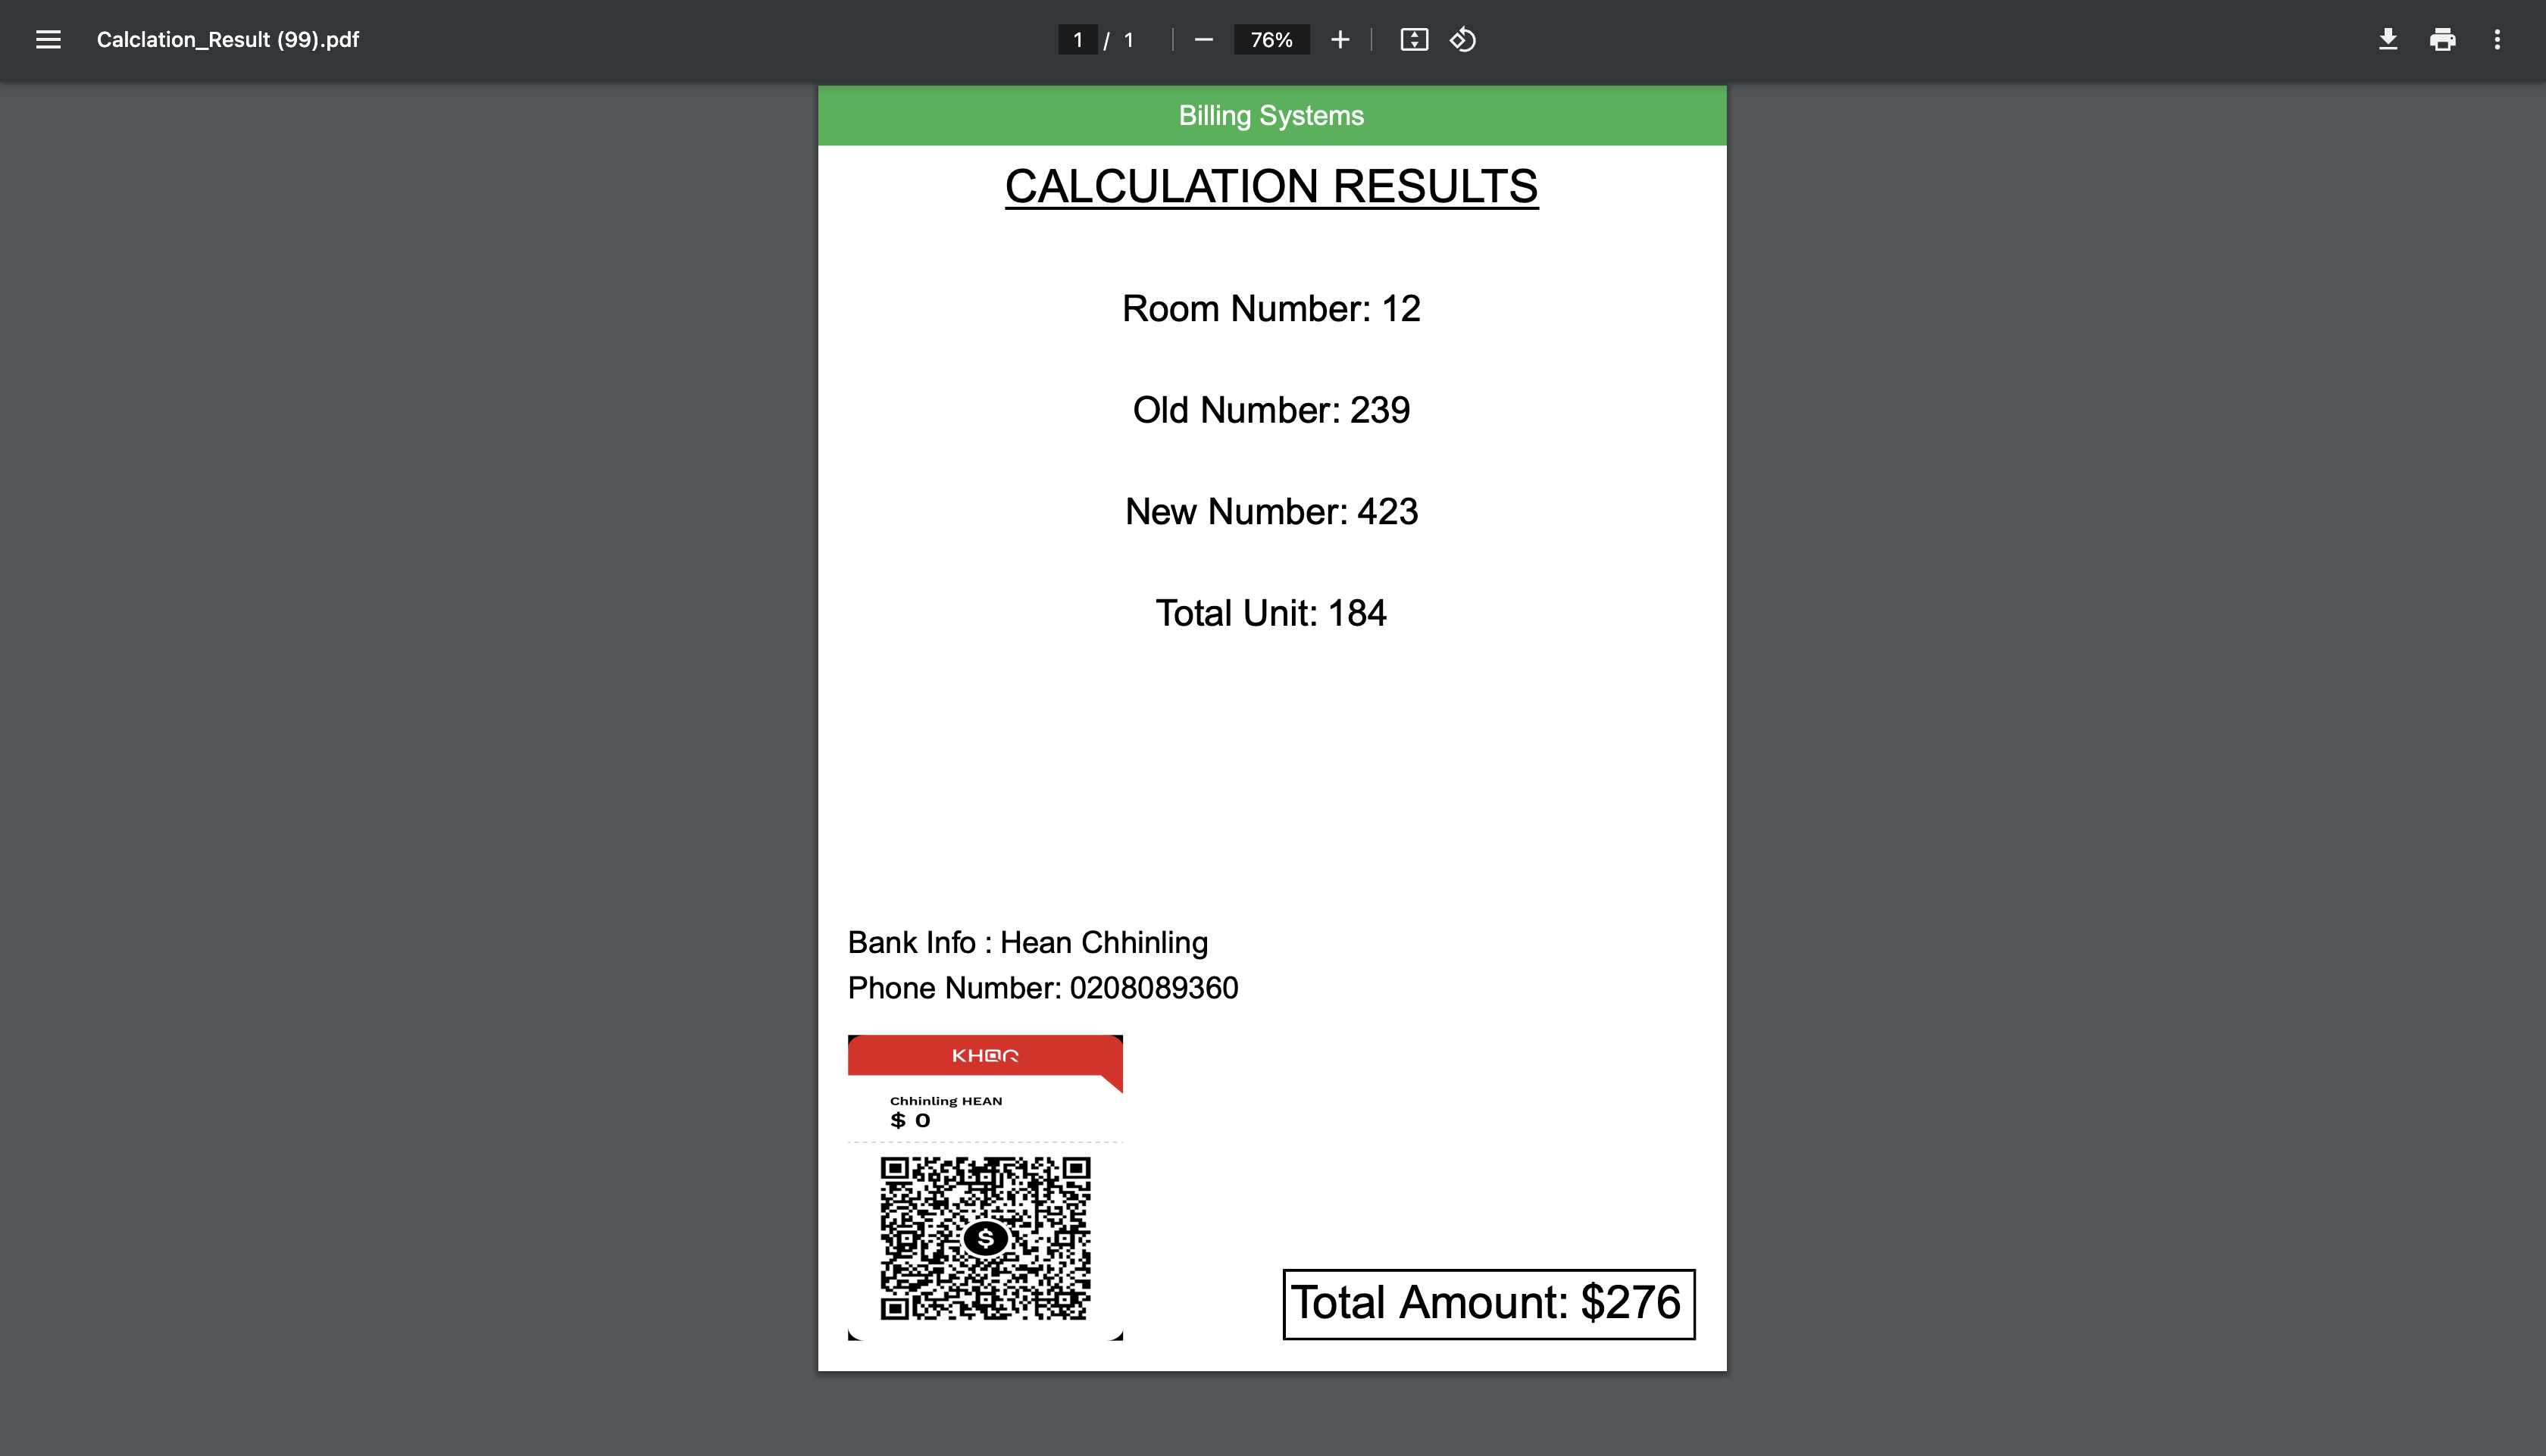 Calclation_Result (99).pdf
1 / 1
76%
Billing Systems
CALCULATION RESULTS
Room Number: 12
Old Number: 239
New Number: 423
Total Unit: 184
Bank Info : Hean Chhinling
Phone Number: 0208089360
KHQR
Chhinling HEAN
$ 0
$
Total Amount: $276